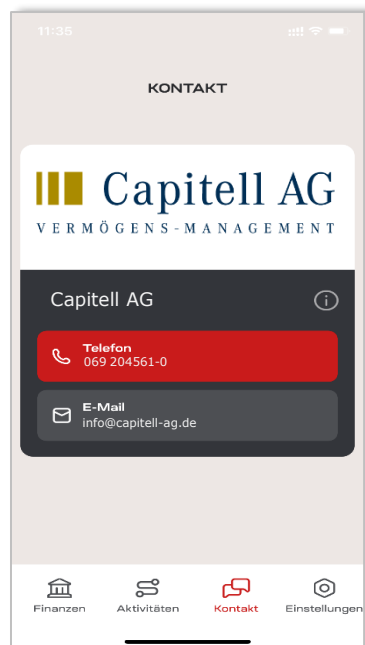 11:35
KONTAKT
Capitell AG
VERMÖGENS-MANAGEMENT
Capitell AG
Telefon
069 204561-0
E-Mail
info@capitell-ag.de
Finanzen Aktivitäten Kontakt Einstellungen